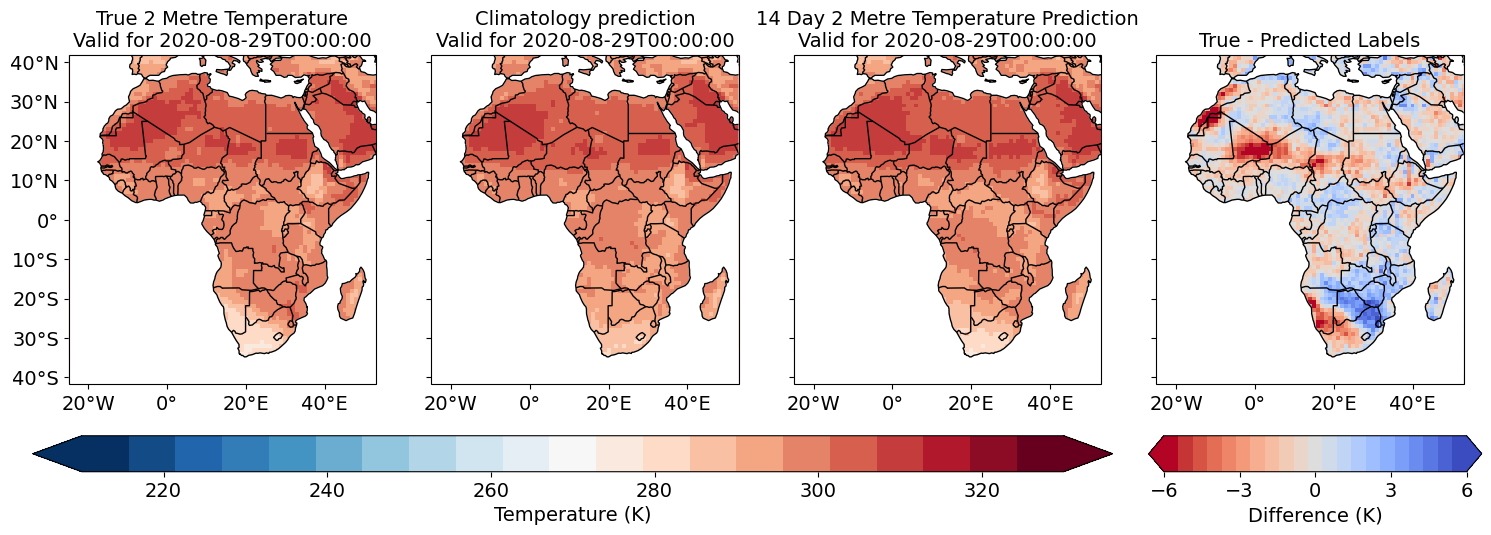 True 2 Metre Temperature
Valid for 2020-08-29T00:00:00
Climatology prediction
Valid for 2020-08-29T00:00:00
14 Day 2 Metre Temperature Prediction
Valid for 2020-08-29T00:00:00
True - Predicted Labels
40°N
30°N
20°N
10°N
0°
10°S
20°S
30°S
40°S
20°W 0° 20°E 40°E
20°W 0° 20°E 40°E
20°W 0° 20°E 40°E
20°W 0° 20°E 40°E
220 240 260 280 300 320
Temperature (K)
−6 −3 0 3 6
Difference (K)